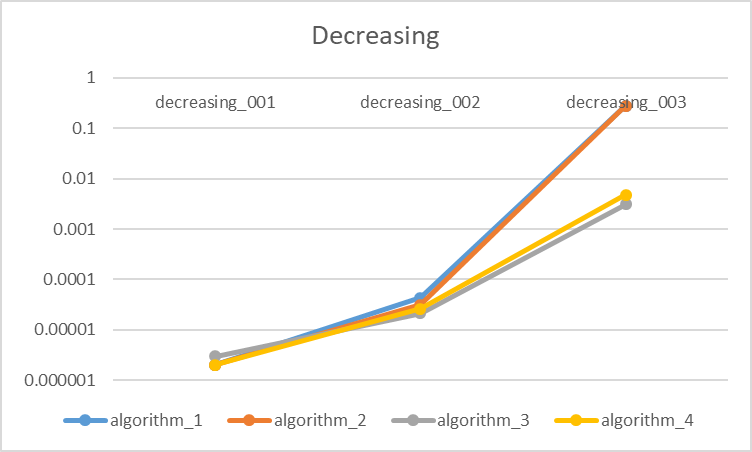 Decreasing
1
decreasing_001 decreasing_002 decreasing_003
0.1
0.01
0.001
0.0001
0.00001
0.000001
algorithm_1 algorithm_2 algorithm_3 algorithm_4